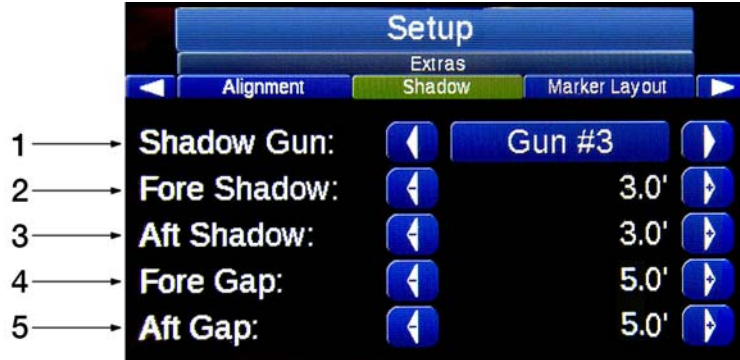 Setup
Extras
Alignment Shadow Marker Layout
1 Shadow Gun: Gun #3
2 Fore Shadow: - 3.0' +
3 Aft Shadow: - 3.0' +
4 Fore Gap: - 5.0' +
5 Aft Gap: - 5.0' +